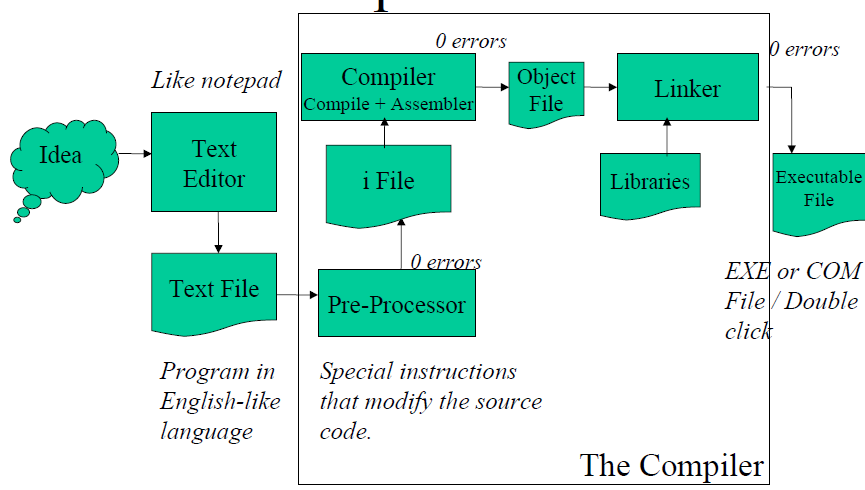 0 errors
0 errors
Like notepad
Compiler
Compile + Assembler
Object
File
Linker
Idea
Text
Editor
i File
Libraries
Executable
File
0 errors
EXE or COM
File / Double
click
Text File
Pre-Processor
Program in
English-like
language
Special instructions
that modify the source
code.
The Compiler